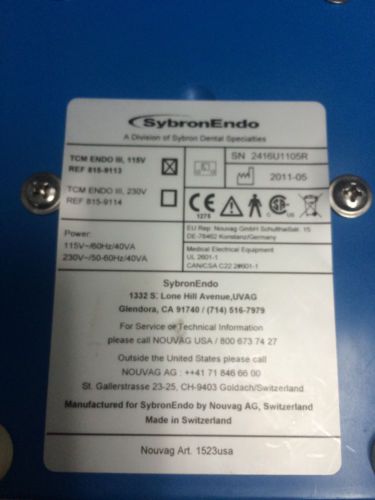 SybronEndo
A Division of Sybron Dental Specialties
TCM ENDO III, 115V
REF 815-9113
TCM ENDO III, 230V
REF 815-9114
SN 2416U1105R
2011-05
CE
1275
Power:
115V~/60Hz/40VA
230V~/50-60Hz/40VA
EU Rep: Nouvag GmbH Schulthaißstr. 15
DE-78462 Konstanz/Germany
Medical Electrical Equipment
UL 2601-1
CAN/CSA C22.2#601-1
SybronEndo
1332 S. Lone Hill Avenue,UVAG
Glendora, CA 91740 / (714) 516-7979
For Service or Technical Information
please call NOUVAG USA / 800 673 74 27
Outside the United States please call
NOUVAG AG : ++41 71 846 66 00
St. Gallerstrasse 23-25, CH-9403 Goldach/Switzerland
Manufactured for SybronEndo by Nouvag AG, Switzerland
Made in Switzerland
Nouvag Art. 1523usa